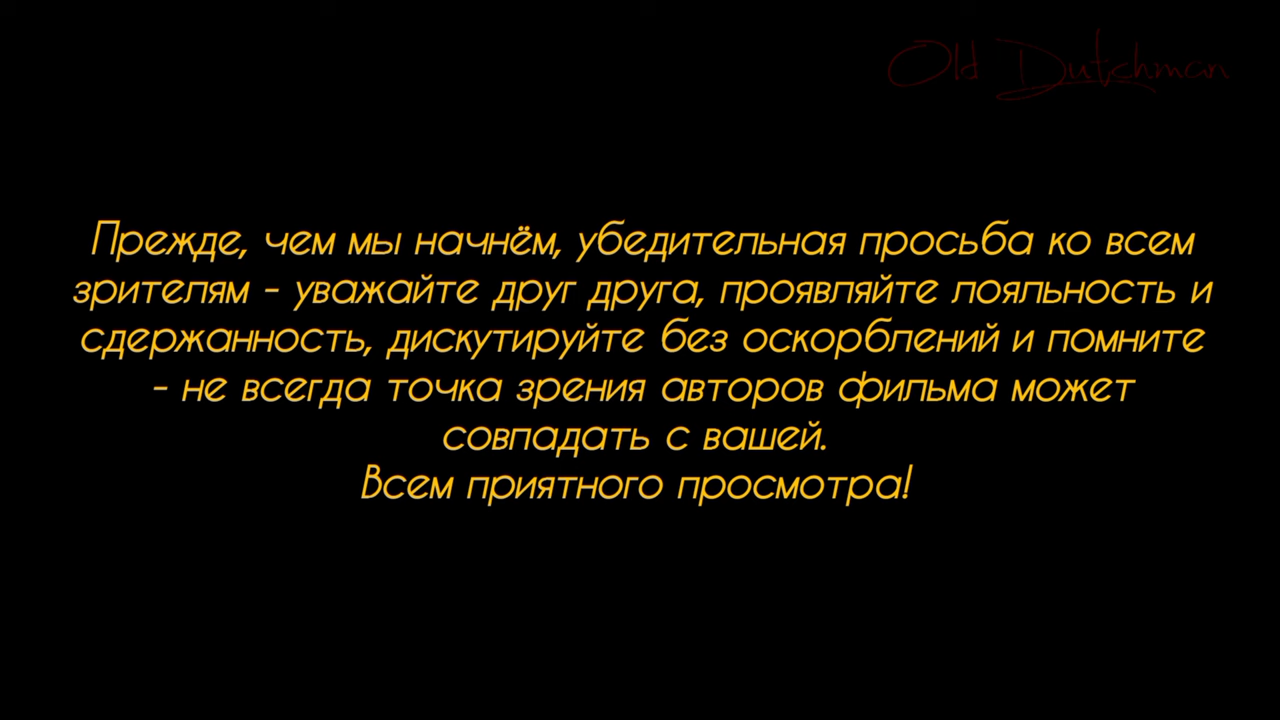 Old Dutchman
Прежде, чем мы начнём, убедительная просьба ко всем
зрителям - уважайте друг друга, проявляйте лояльность и
сдержанность, дискутируйте без оскорблений и помните
- не всегда точка зрения авторов фильма может
совпадать с вашей.
Всем приятного просмотра!